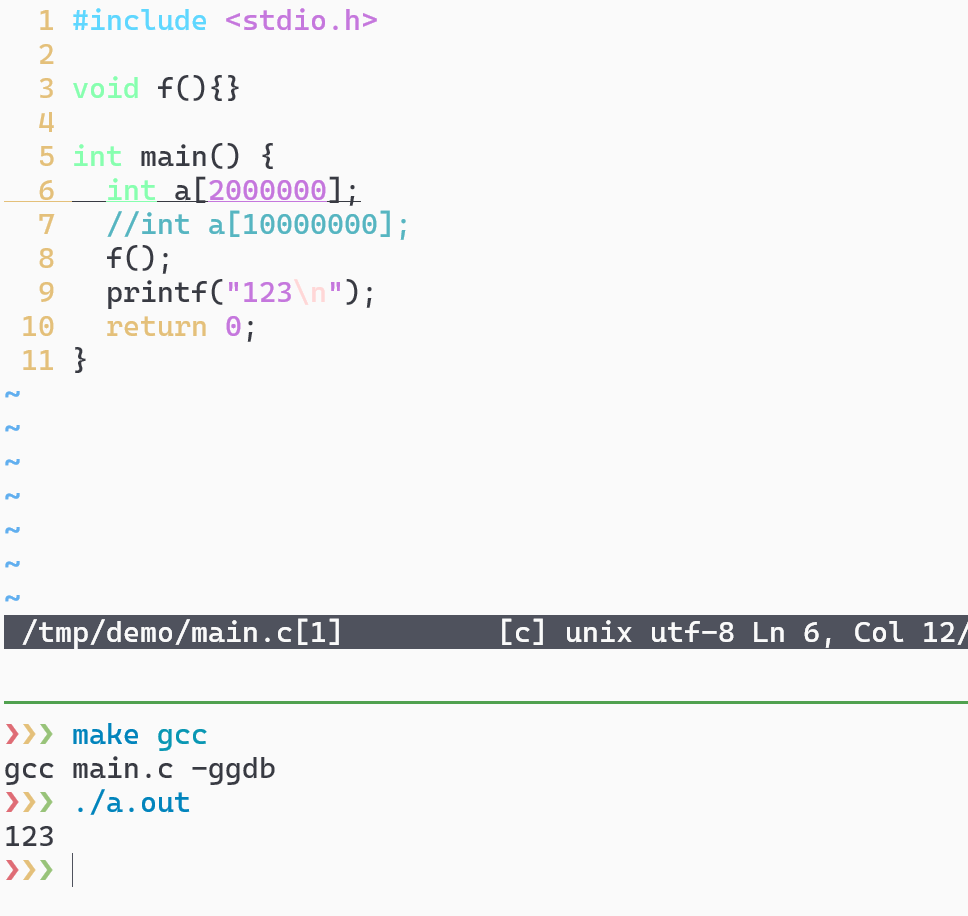 1 #include <stdio.h>
2
3 void f(){}
4
5 int main() {
6   int a[2000000];
7   //int a[10000000];
8   f();
9   printf("123\n");
10   return 0;
11 }
~
~
~
~
~
~
~
/tmp/demo/main.c[1] [c] unix utf-8 Ln 6, Col 12/
❯❯❯ make gcc
gcc main.c -ggdb
❯❯❯ ./a.out
123
❯❯❯